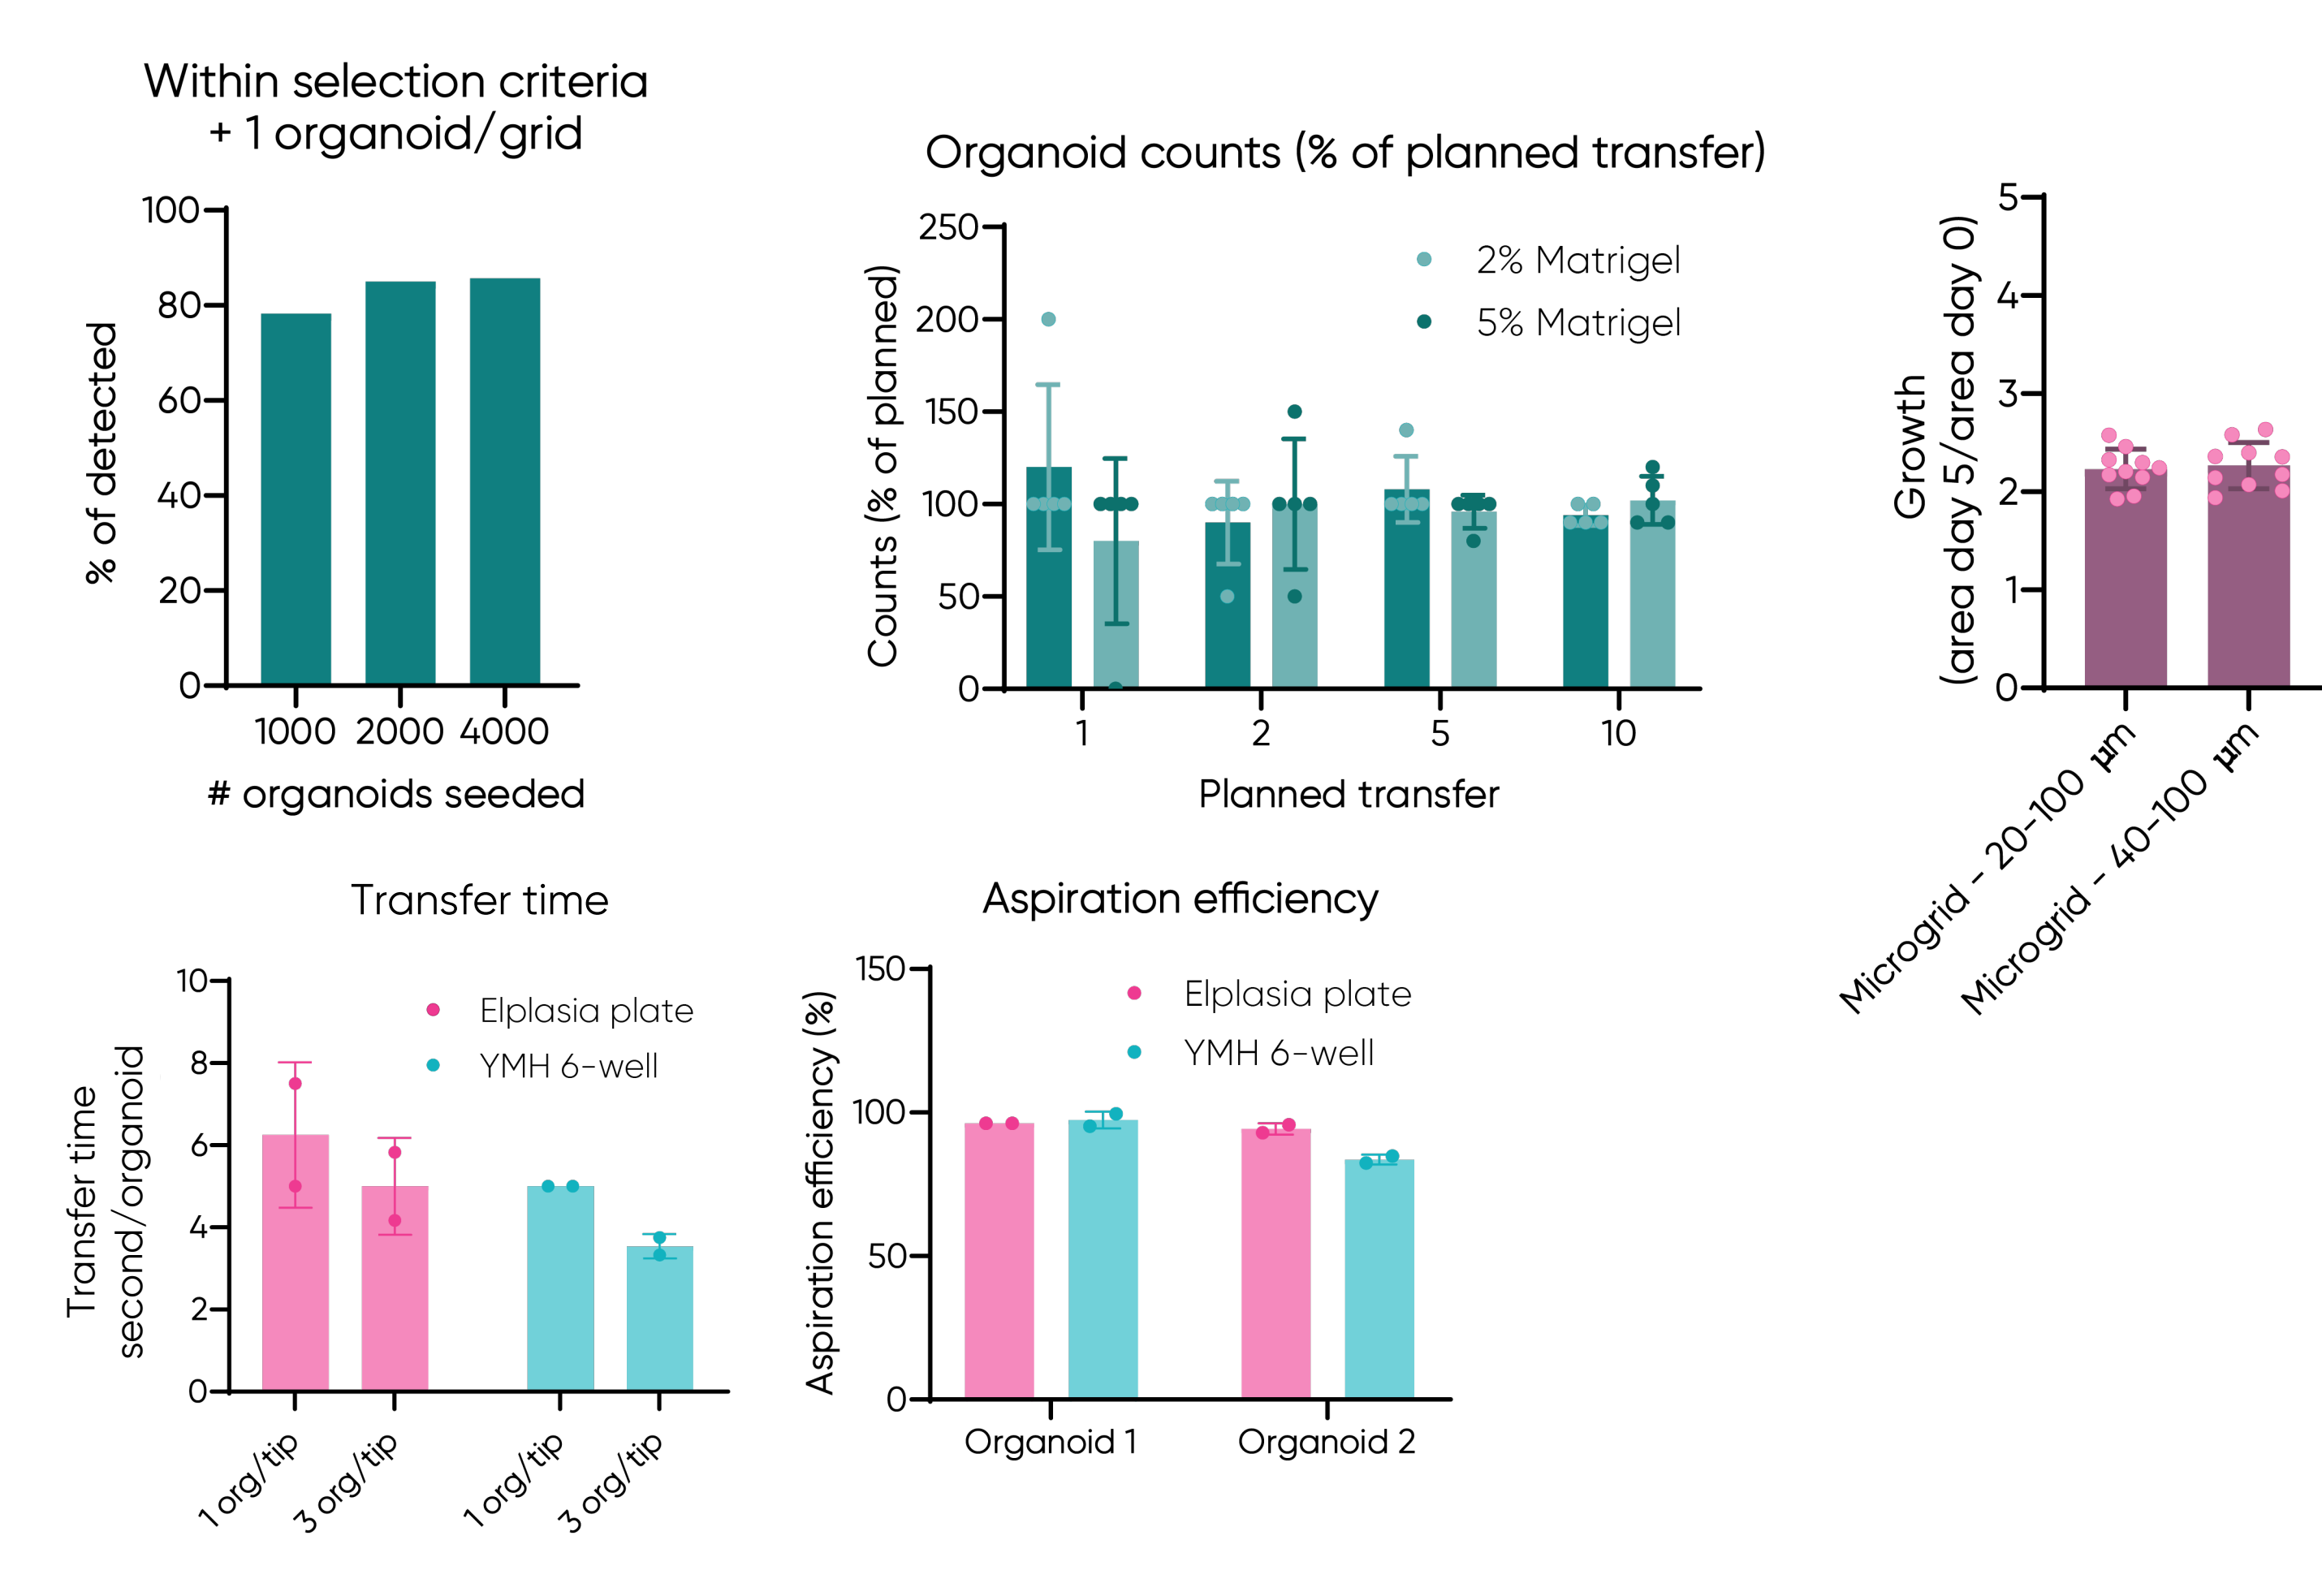 Within selection criteria
+ 1 organoid/grid
% of detected
100
80
60
40
20
0
1000 2000 4000
# organoids seeded
Organoid counts (% of planned transfer)
Counts (% of planned)
250
200
150
100
50
0
2% Matrigel
5% Matrigel
1 2 5 10
Planned transfer
Growth
(area day 5/area day 0)
5
4
3
2
1
0
Microgrid - 20-100 µm
Microgrid - 40-100 µm
Transfer time
Transfer time
second/organoid
10
8
6
4
2
0
Elplasia plate
YMH 6-well
1 org/tip
3 org/tip
1 org/tip
3 org/tip
Aspiration efficiency
Aspiration efficiency (%)
150
100
50
0
Elplasia plate
YMH 6-well
Organoid 1 Organoid 2